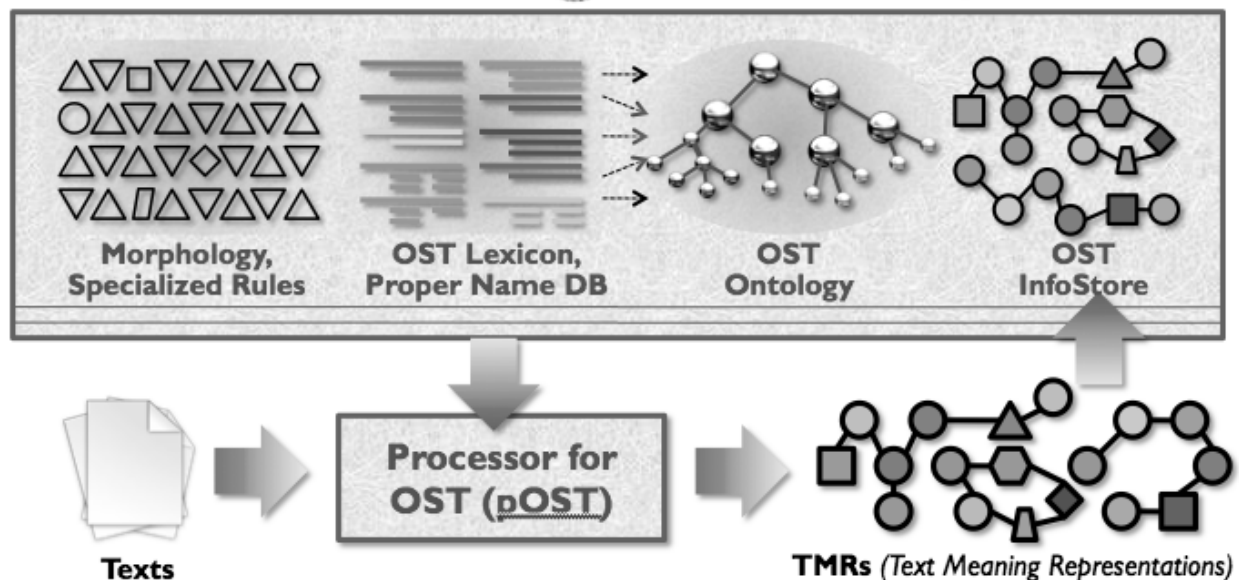 Morphology,
Specialized Rules
OST Lexicon,
Proper Name DB
OST
Ontology
OST
InfoStore
Processor for
OST (pOST)
Texts
TMRs (Text Meaning Representations)